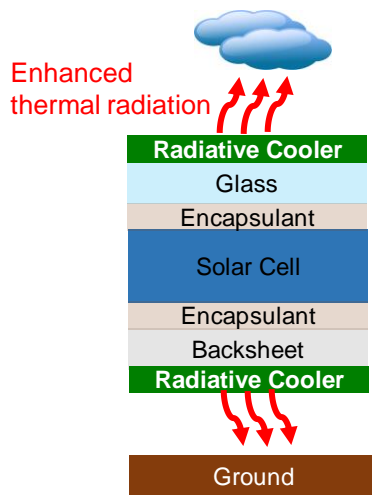 Enhanced
thermal radiation
Radiative Cooler
Glass
Encapsulant
Solar Cell
Encapsulant
Backsheet
Radiative Cooler
Ground